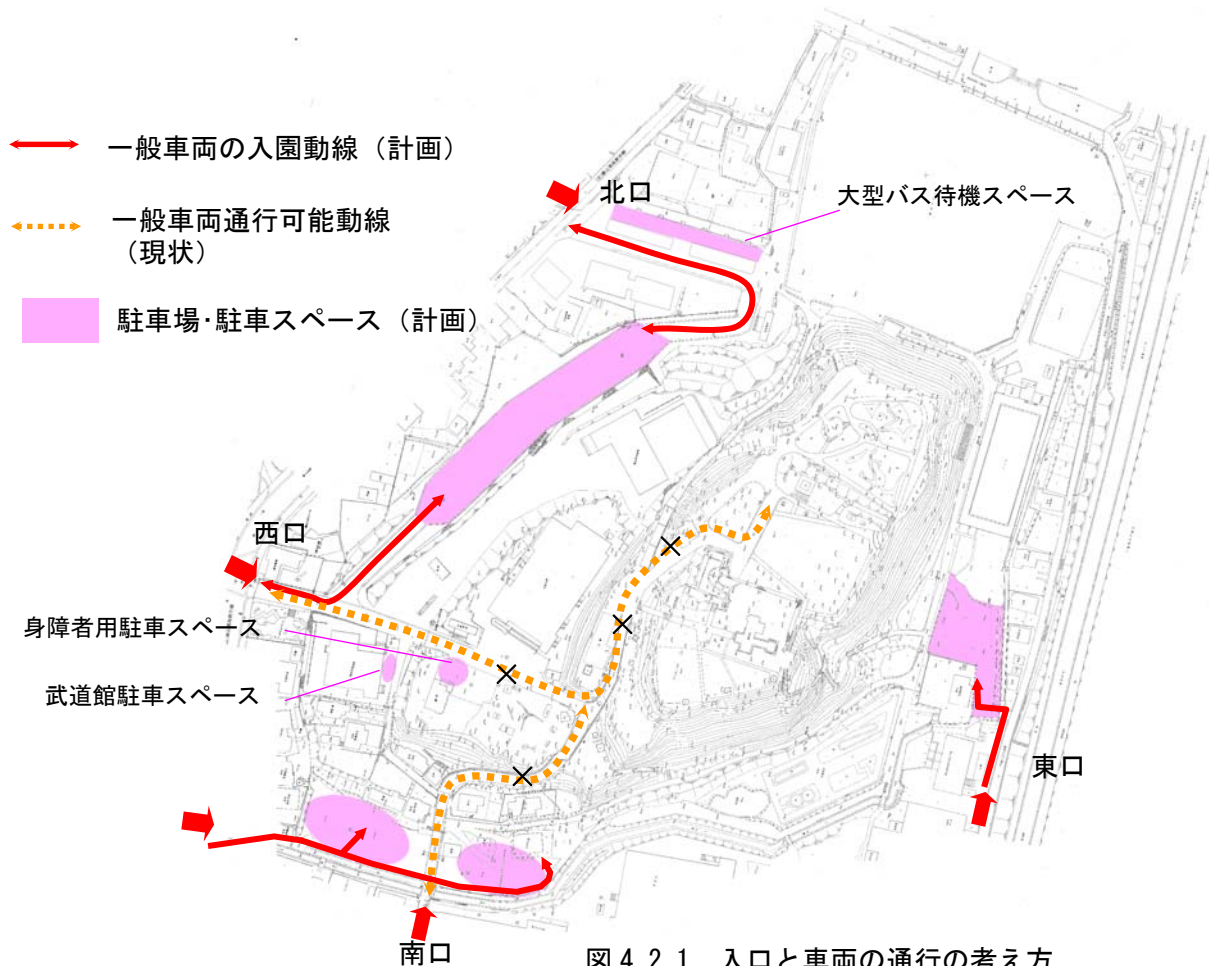 一般車両の入園動線（計画）
一般車両通行可能動線
（現状）
駐車場・駐車スペース（計画）
北口
大型バス待機スペース
西口
身障者用駐車スペース
武道館駐車スペース
東口
南口
図４.２.１　入口と車両の通行の考え方